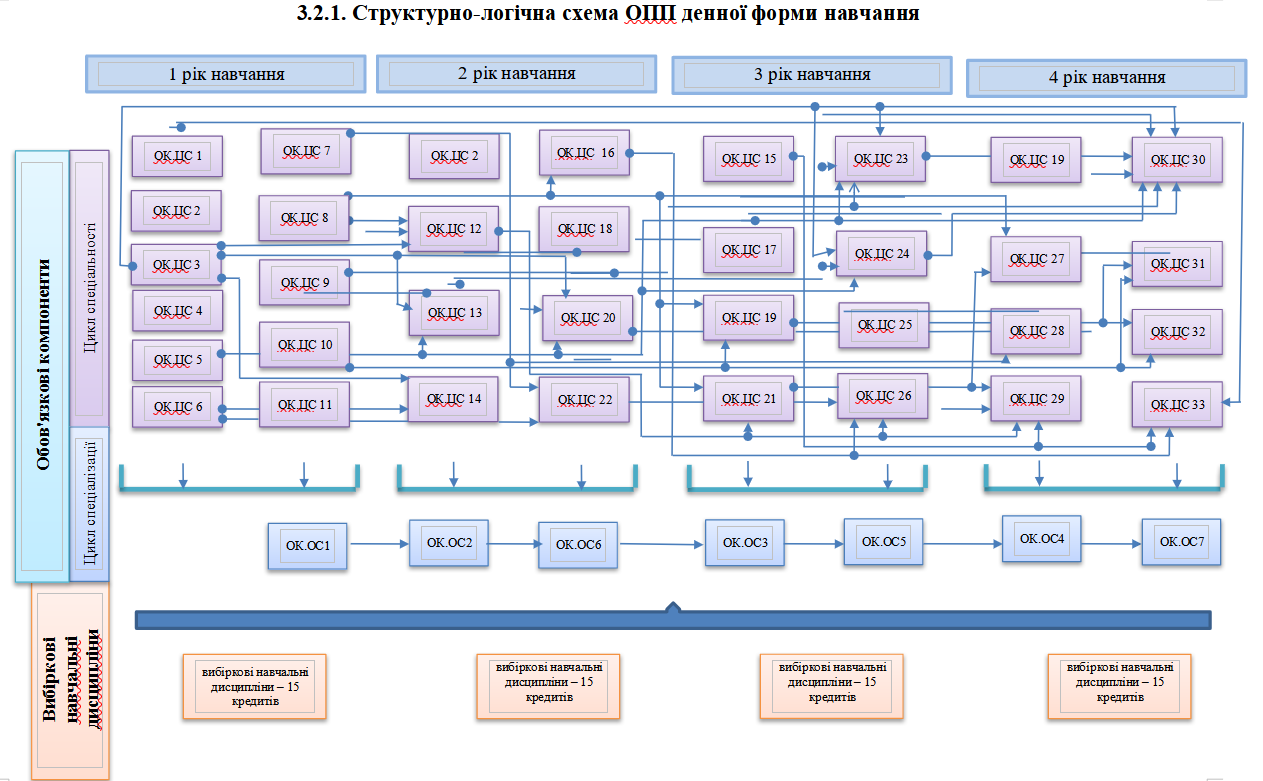 3.2.1. Структурно-логічна схема ОПП денної форми навчання
1 рік навчання
2 рік навчання
3 рік навчання
4 рік навчання
Обов'язкові компоненти
Цикл спеціальності
Цикл спеціалізації
ОК.ЦС 1
ОК.ЦС 2
ОК.ЦС 3
ОК.ЦС 4
ОК.ЦС 5
ОК.ЦС 6
ОК.ЦС 7
ОК.ЦС 8
ОК.ЦС 9
ОК.ЦС 10
ОК.ЦС 11
ОК.ЦС 2
ОК.ЦС 12
ОК.ЦС 13
ОК.ЦС 14
ОК.ЦС 16
ОК.ЦС 18
ОК.ЦС 20
ОК.ЦС 22
ОК.ЦС 15
ОК.ЦС 17
ОК.ЦС 19
ОК.ЦС 21
ОК.ЦС 23
ОК.ЦС 24
ОК.ЦС 25
ОК.ЦС 26
ОК.ЦС 19
ОК.ЦС 27
ОК.ЦС 28
ОК.ЦС 29
ОК.ЦС 30
ОК.ЦС 31
ОК.ЦС 32
ОК.ЦС 33
ОК.ОС1
ОК.ОС2
ОК.ОС6
ОК.ОС3
ОК.ОС5
ОК.ОС4
ОК.ОС7
Вибіркові
навчальні
дисципліни
вибіркові навчальні
дисципліни – 15
кредитів
вибіркові навчальні
дисципліни – 15
кредитів
вибіркові навчальні
дисципліни – 15
кредитів
вибіркові навчальні
дисципліни – 15
кредитів